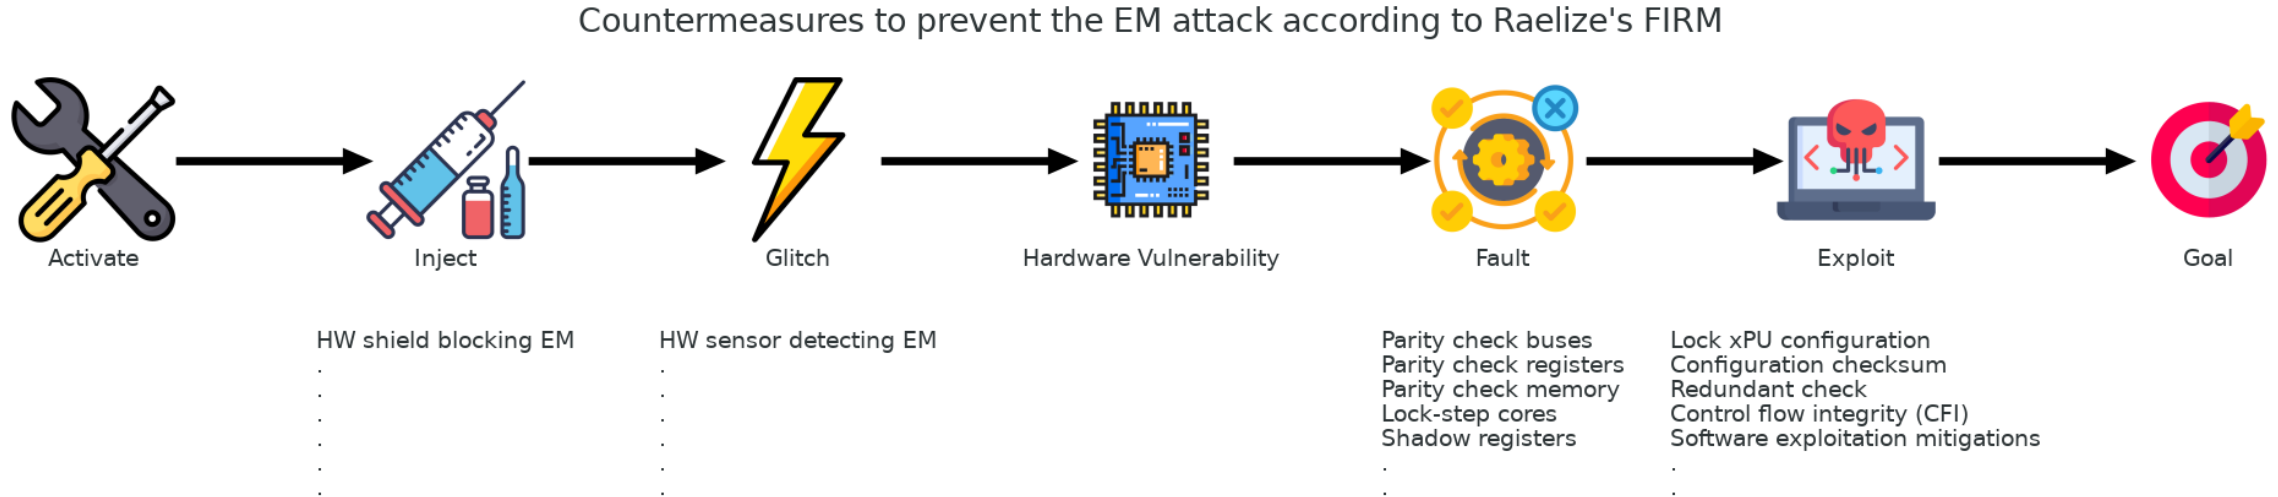 Countermeasures to prevent the EM attack according to Raelize's FIRM
Activate
Inject
Glitch
Hardware Vulnerability
Fault
Exploit
Goal
HW shield blocking EM
.
.
.
.
.
.
HW sensor detecting EM
.
.
.
.
.
.
Parity check buses
Parity check registers
Parity check memory
Lock-step cores
Shadow registers
.
.
Lock xPU configuration
Configuration checksum
Redundant check
Control flow integrity (CFI)
Software exploitation mitigations
.
.